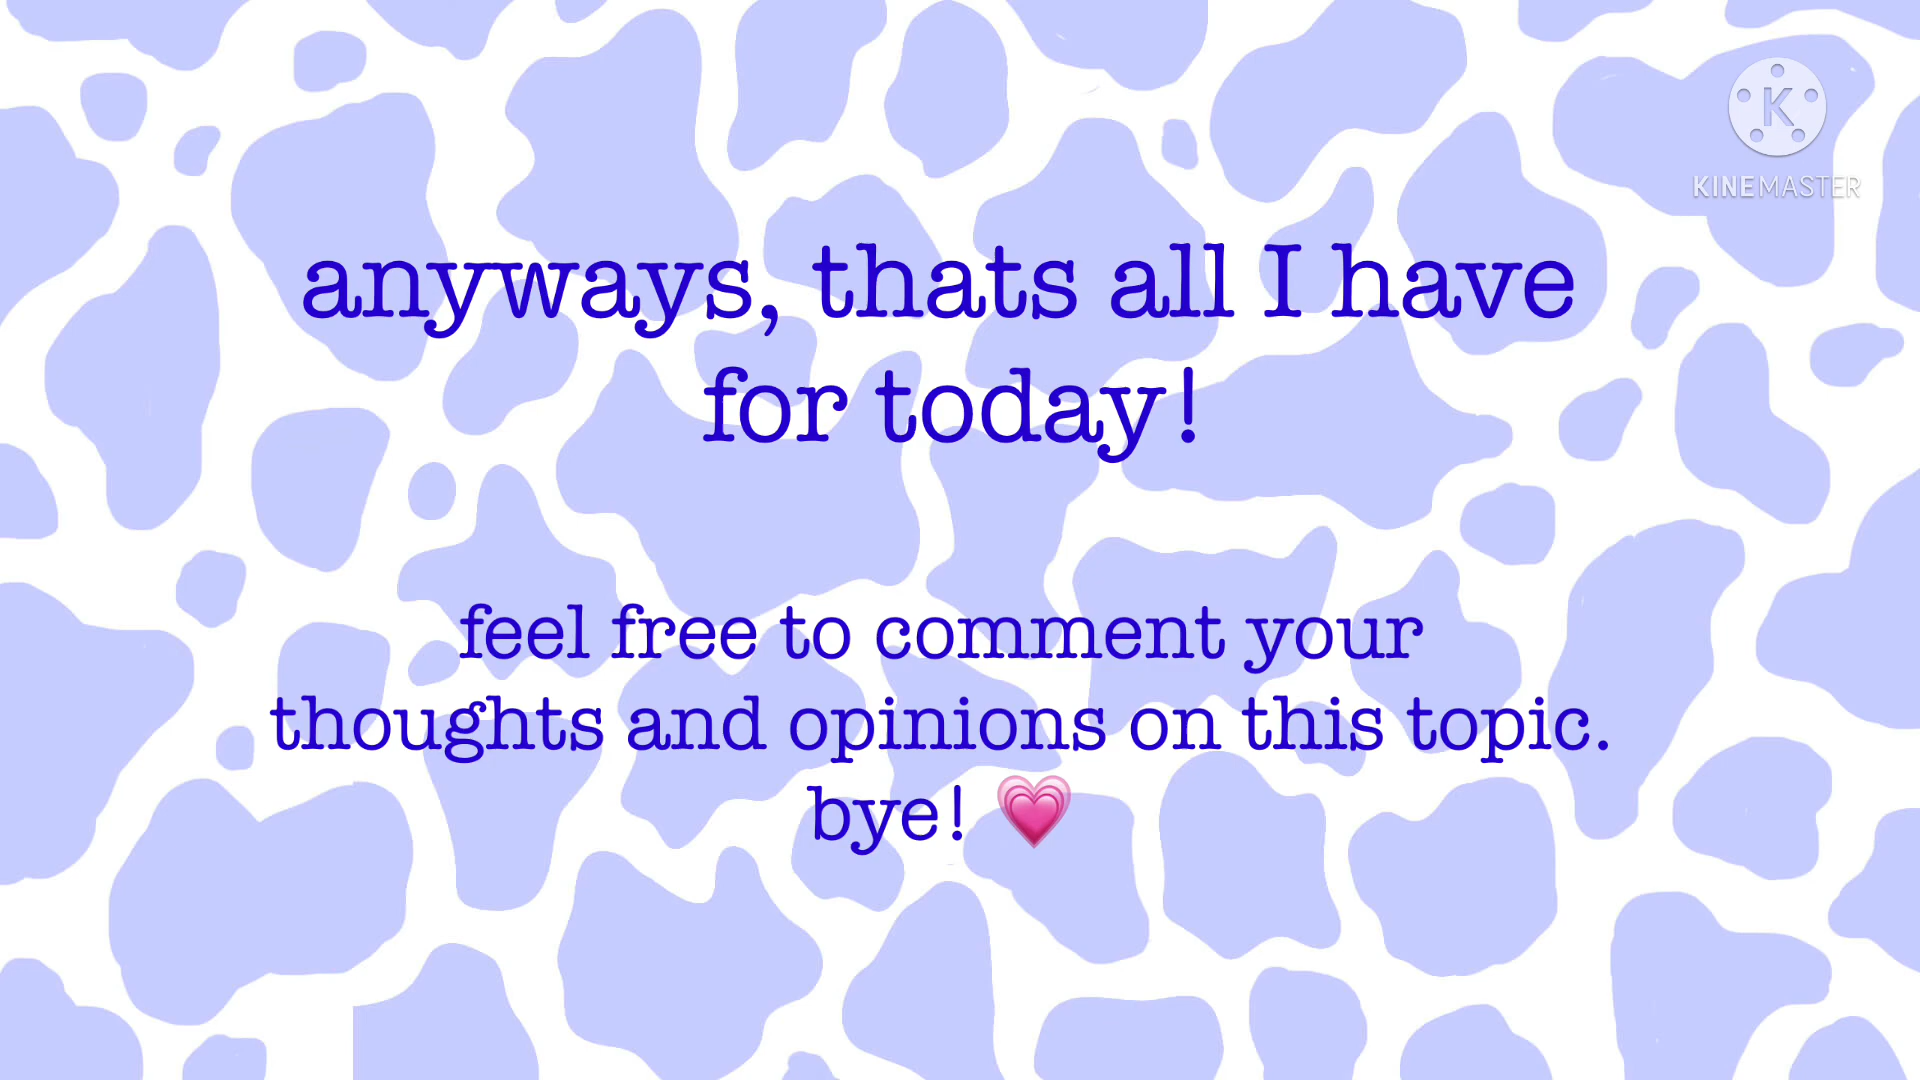 K
KINEMASTER
anyways, thats all I have
for today!
feel free to comment your
thoughts and opinions on this topic.
bye! 💗